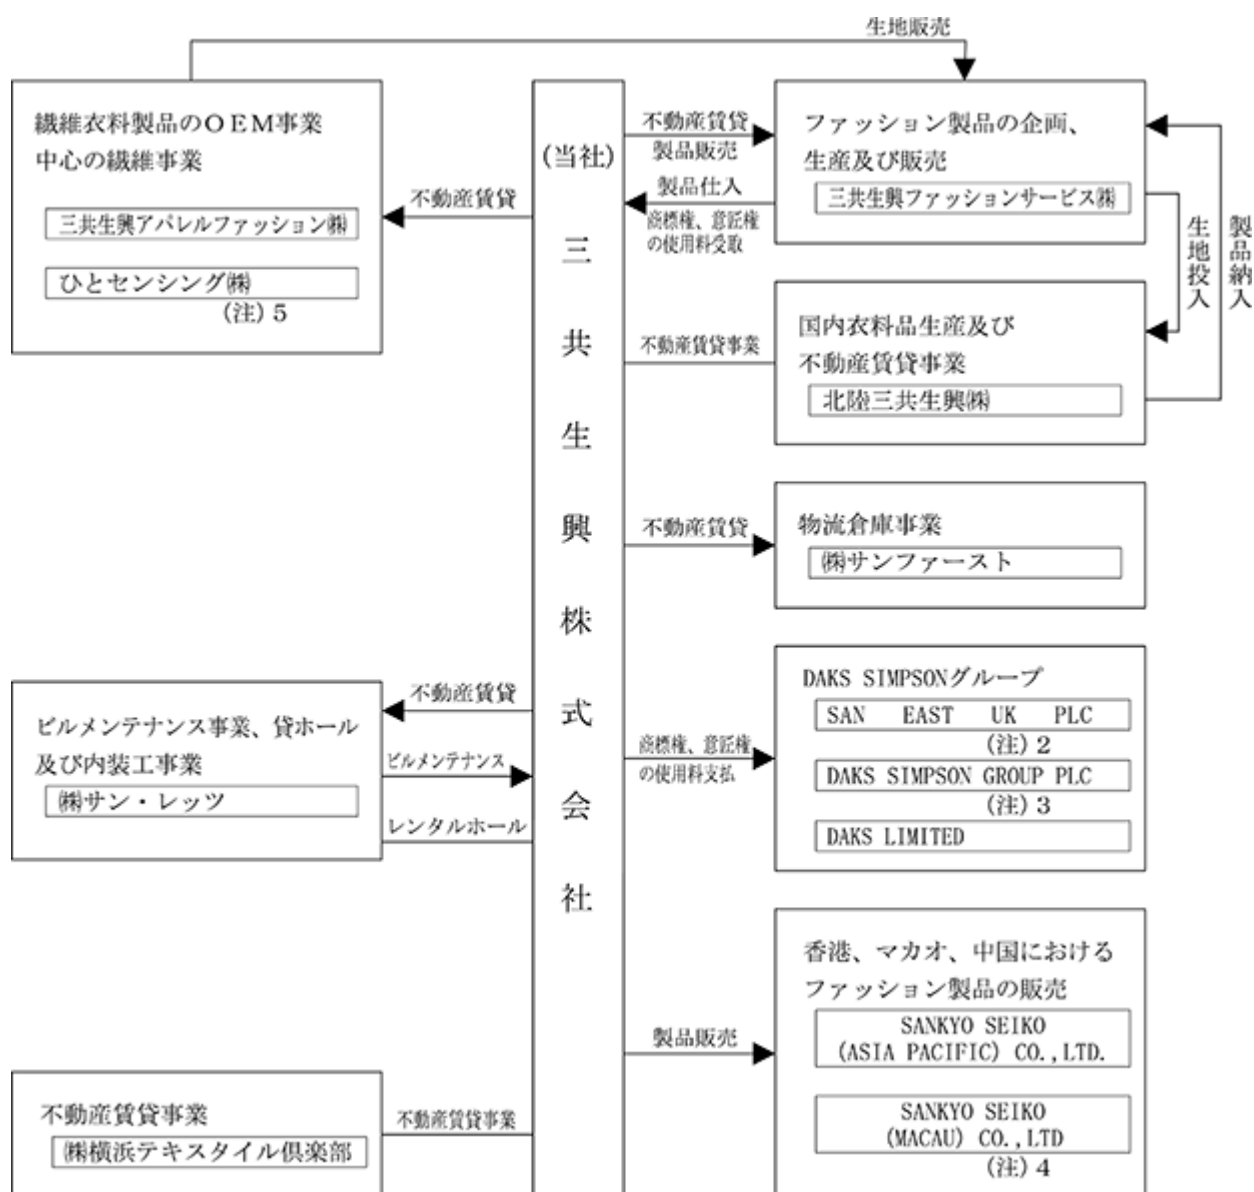 生地販売
繊維衣料製品のＯＥＭ事業
中心の繊維事業
三共生興アパレルファッション㈱
ひとセンシング㈱
(注) 5
不動産賃貸
(当社)
三共生興株式会社
不動産賃貸
製品販売
製品仕入
商標権、意匠権
の使用料受取
ファッション製品の企画、
生産及び販売
三共生興ファッションサービス㈱
生地投入
製品納入
不動産賃貸事業
国内衣料品生産及び
不動産賃貸事業
北陸三共生興㈱
不動産賃貸
物流倉庫事業
㈱サンファースト
ビルメンテナンス事業、貸ホール
及び内装工事業
㈱サン・レッツ
不動産賃貸
ビルメンテナンス
レンタルホール
商標権、意匠権
の使用料支払
DAKS SIMPSONグループ
SAN EAST UK PLC
(注) 2
DAKS SIMPSON GROUP PLC
(注) 3
DAKS LIMITED
製品販売
香港、マカオ、中国における
ファッション製品の販売
SANKYO SEIKO
(ASIA PACIFIC) CO.,LTD.
SANKYO SEIKO
(MACAU) CO.,LTD
(注) 4
不動産賃貸事業
㈱横浜テキスタイル倶楽部
不動産賃貸事業